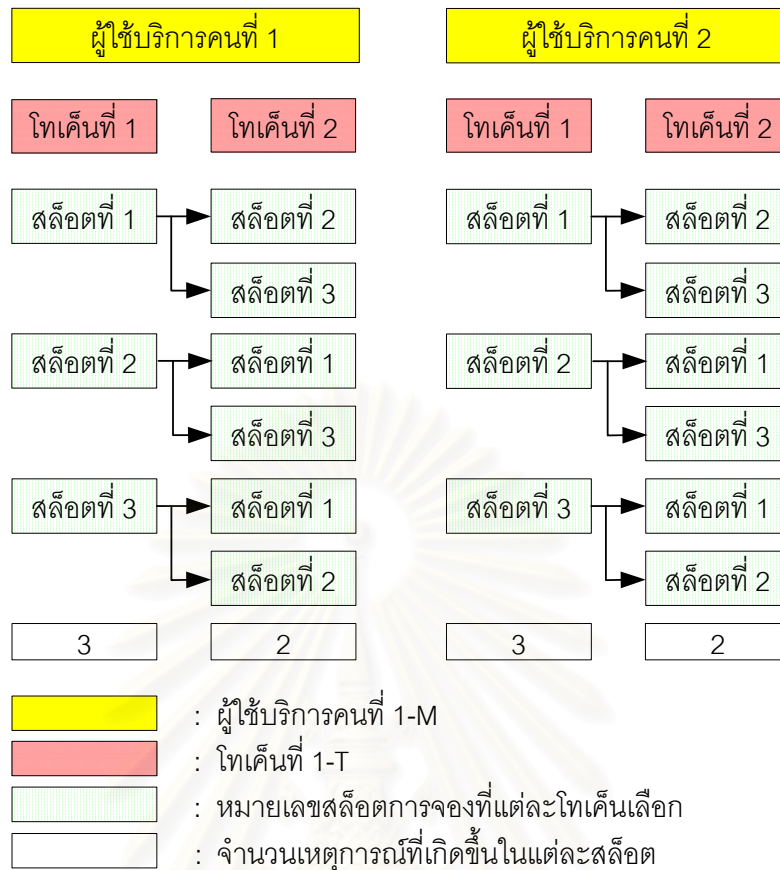 ผู้ใช้บริการคนที่ 1 ผู้ใช้บริการคนที่ 2
โทเค็นที่ 1 โทเค็นที่ 2 โทเค็นที่ 1 โทเค็นที่ 2
สล็อตที่ 1 สล็อตที่ 2 สล็อตที่ 1 สล็อตที่ 2
สล็อตที่ 3 สล็อตที่ 3
สล็อตที่ 2 สล็อตที่ 1 สล็อตที่ 2 สล็อตที่ 1
สล็อตที่ 3 สล็อตที่ 3
สล็อตที่ 3 สล็อตที่ 1 สล็อตที่ 3 สล็อตที่ 1
สล็อตที่ 2 สล็อตที่ 2
3 2 3 2
: ผู้ใช้บริการคนที่ 1-M
: โทเค็นที่ 1-T
: หมายเลขสล็อตการจองที่แต่ละโทเค็นเลือก
: จำนวนเหตุการณ์ที่เกิดขึ้นในแต่ละสล็อต